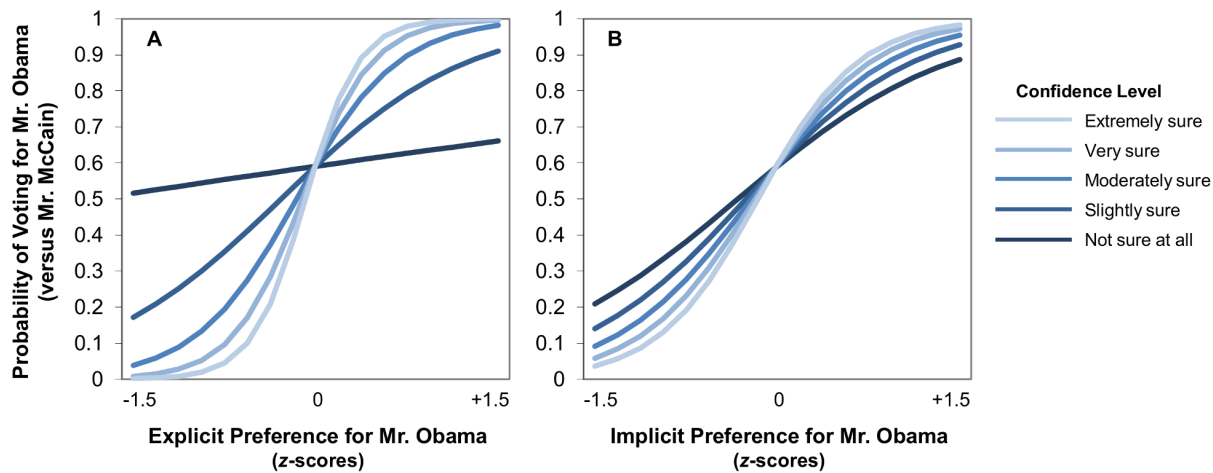 Probability of Voting for Mr. Obama
(versus Mr. McCain)
A
1
0.9
0.8
0.7
0.6
0.5
0.4
0.3
0.2
0.1
0
-1.5
0
+1.5
Explicit Preference for Mr. Obama
(z-scores)
B
1
0.9
0.8
0.7
0.6
0.5
0.4
0.3
0.2
0.1
0
-1.5
0
+1.5
Implicit Preference for Mr. Obama
(z-scores)
Confidence Level
Extremely sure
Very sure
Moderately sure
Slightly sure
Not sure at all